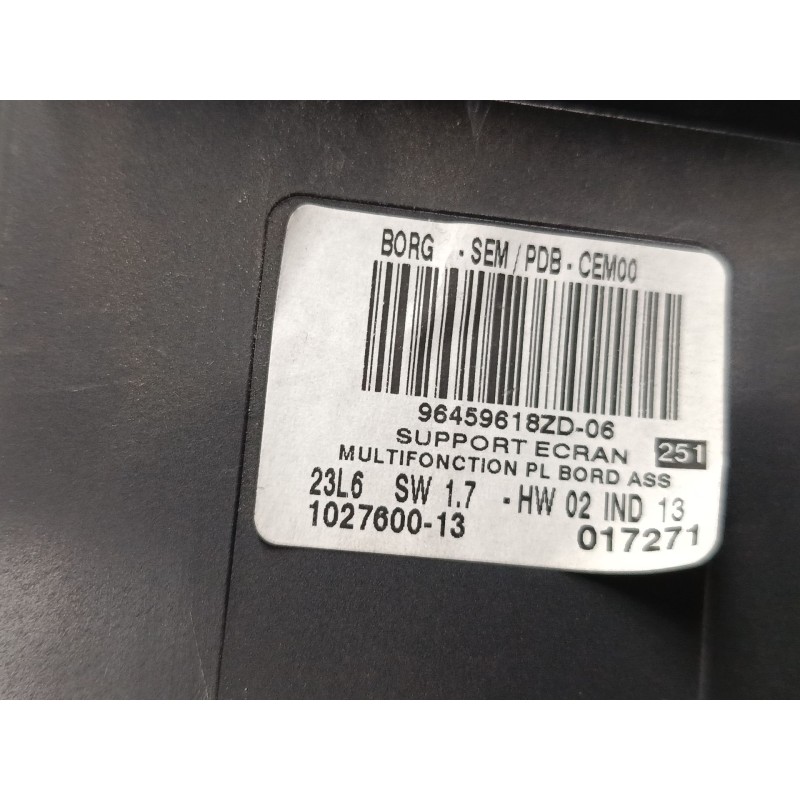 BORG - SEM / PDB - CEM00
96459618ZD-06
SUPPORT ECRAN 251
MULTIFONCTION PL BORD ASS
23L6 SW 1.7 - HW 02 IND 13
1027600-13 017271